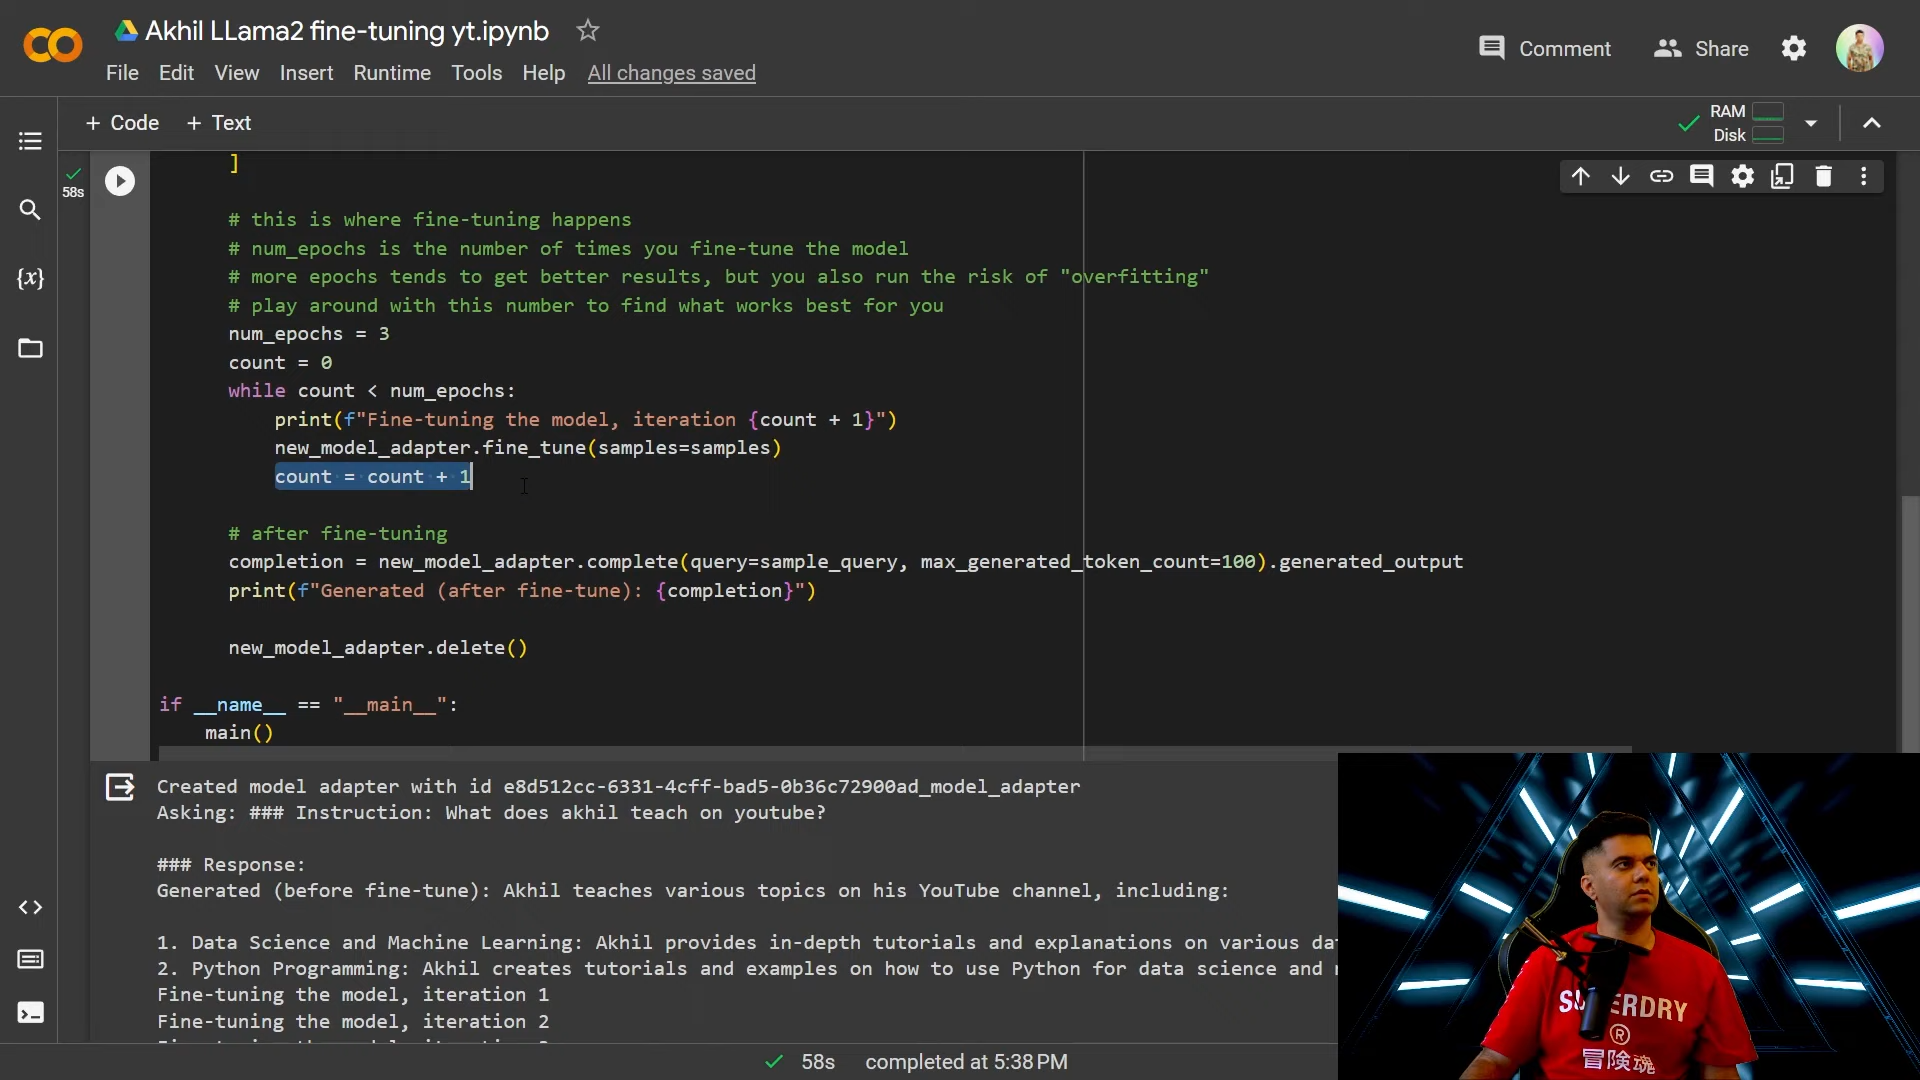 Akhil LLama2 fine-tuning yt.ipynb
File Edit View Insert Runtime Tools Help All changes saved
Comment Share
+ Code + Text
RAM
Disk
58s
]
# this is where fine-tuning happens
# num_epochs is the number of times you fine-tune the model
# more epochs tends to get better results, but you also run the risk of "overfitting"
# play around with this number to find what works best for you
num_epochs = 3
count = 0
while count < num_epochs:
print(f"Fine-tuning the model, iteration {count + 1}")
new_model_adapter.fine_tune(samples=samples)
count = count + 1
# after fine-tuning
completion = new_model_adapter.complete(query=sample_query, max_generated_token_count=100).generated_output
print(f"Generated (after fine-tune): {completion}")
new_model_adapter.delete()
if __name__ == "__main__":
main()
Created model adapter with id e8d512cc-6331-4cff-bad5-0b36c72900ad_model_adapter
Asking: ### Instruction: What does akhil teach on youtube?
### Response:
Generated (before fine-tune): Akhil teaches various topics on his YouTube channel, including:
1. Data Science and Machine Learning: Akhil provides in-depth tutorials and explanations on various
2. Python Programming: Akhil creates tutorials and examples on how to use Python for data science and
Fine-tuning the model, iteration 1
Fine-tuning the model, iteration 2
58s completed at 5:38 PM
{x}
ERDRY
®
冒険魂